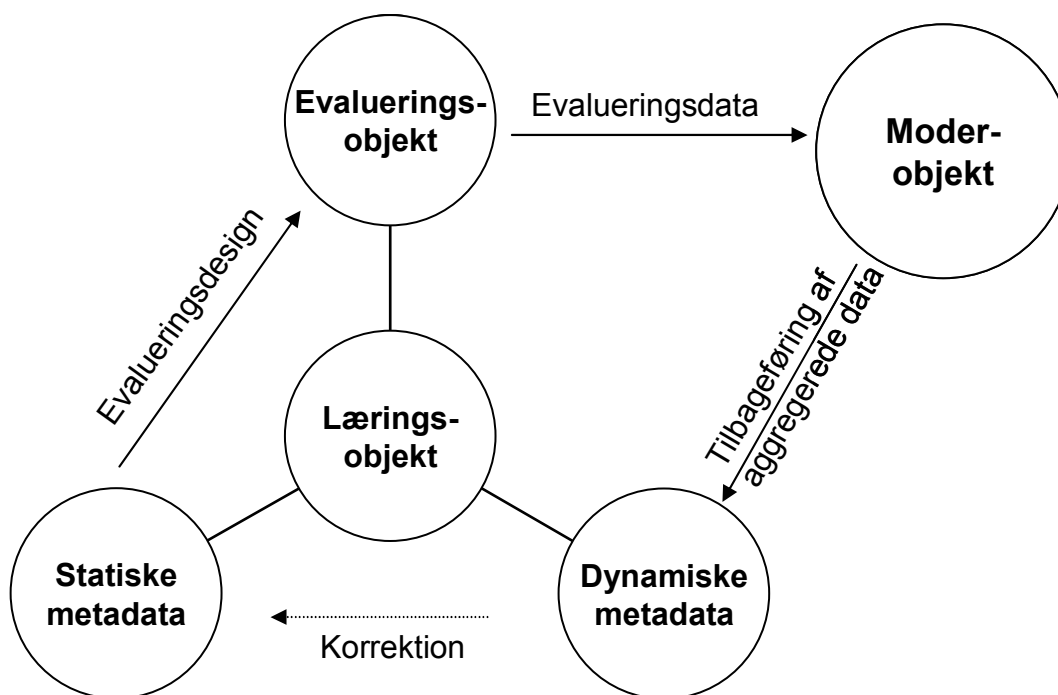 Evaluerings-
objekt
Evalueringsdata
Moder-
objekt
Evalueringsdesign
Tilbageføring af
aggregerede data
Lærings-
objekt
Statiske
metadata
Dynamiske
metadata
Korrektion